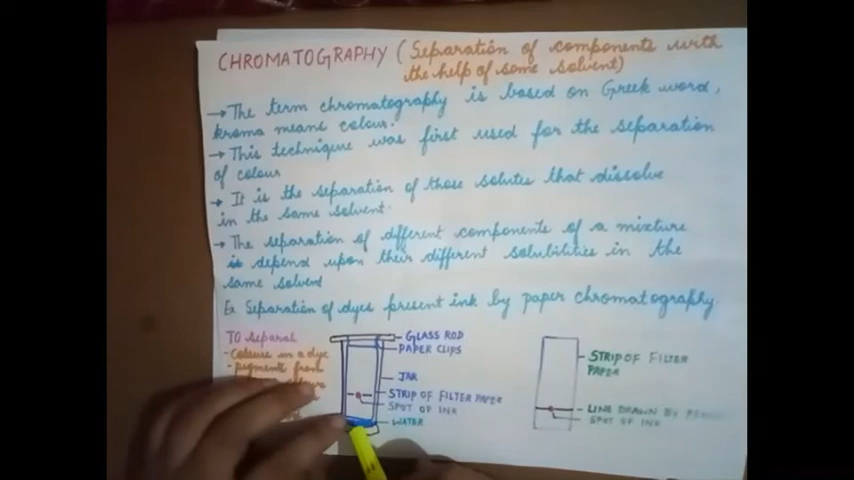 CHROMATOGRAPHY (Separation of components with
the help of some solvent)
→ The term chromatography is based on Greek word,
kroma means colour.
→ This technique was first used for the separation
of colour
→ It is the separation of those solutes that dissolve
in the same solvent.
→ The separation of different components of a mixture
is depend upon their different solubilities in the
same solvent
Ex Separation of dyes present ink by paper chromatography.
TO separat
- Colours in a dye
- pigments from
GLASS ROD
PAPER CLIPS
JAR
STRIP OF FILTER PAPER
SPOT OF INK
WATER
STRIP OF FILTER
PAPER
LINE DRAWN BY
SPOT OF INK